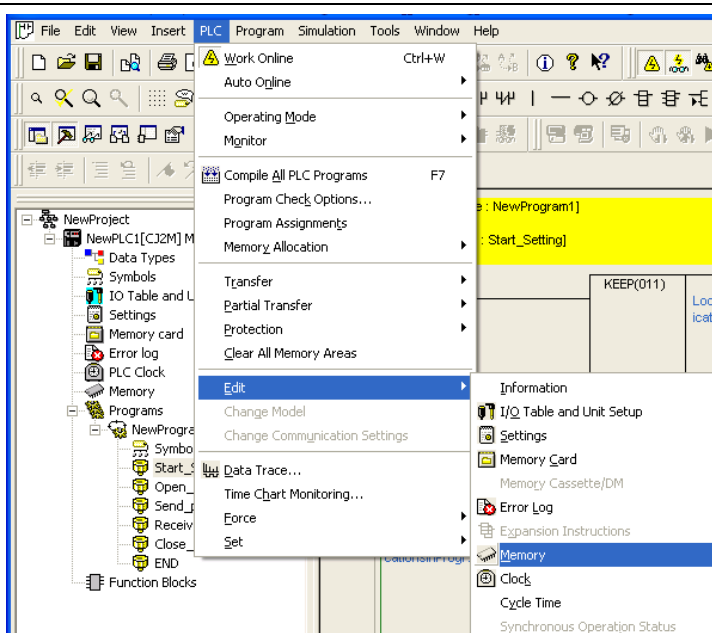 File Edit View Insert PLC Program Simulation Tools Window Help
Work Online Ctrl+W
Auto Online
Operating Mode
Monitor
Compile All PLC Programs F7
Program Check Options...
Program Assignments
Memory Allocation
Transfer
Partial Transfer
Protection
Clear All Memory Areas
Edit
Change Model
Change Communication Settings
Data Trace...
Time Chart Monitoring...
Force
Set
NewProject
NewPLC1[CJ2M] M
Data Types
Symbols
IO Table and U
Settings
Memory card
Error log
PLC Clock
Memory
Programs
NewProgra
Symbo
Start_S
Open_
Send_p
Receiv
Close_
END
Function Blocks
: NewProgram1]
: Start_Setting]
KEEP(011)
Loc
icat
Information
I/O Table and Unit Setup
Settings
Memory Card
Memory Cassette/DM
Error Log
Expansion Instructions
Memory
Clock
Cycle Time
Synchronous Operation Status